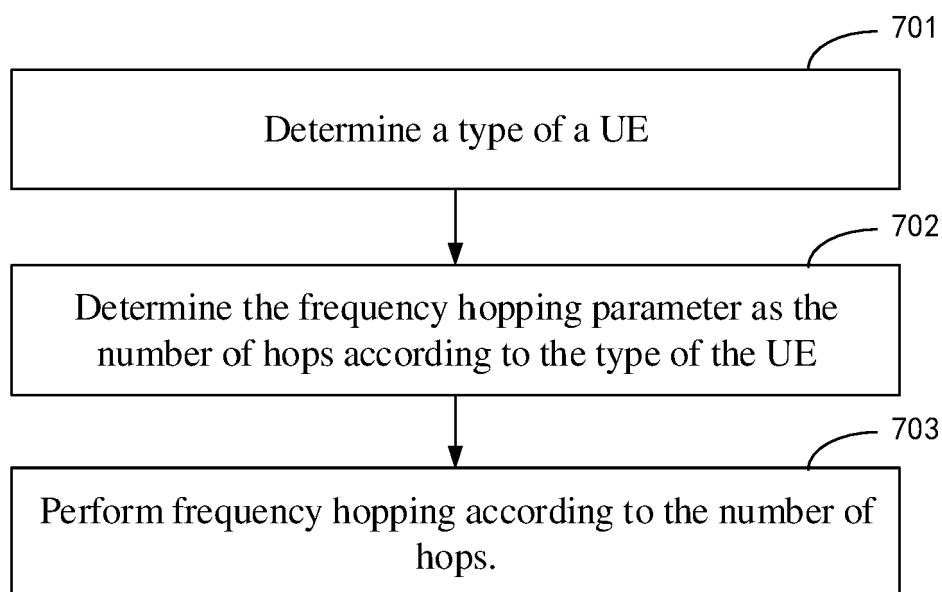 701
Determine a type of a UE
702
Determine the frequency hopping parameter as the
number of hops according to the type of the UE
703
Perform frequency hopping according to the number of
hops.